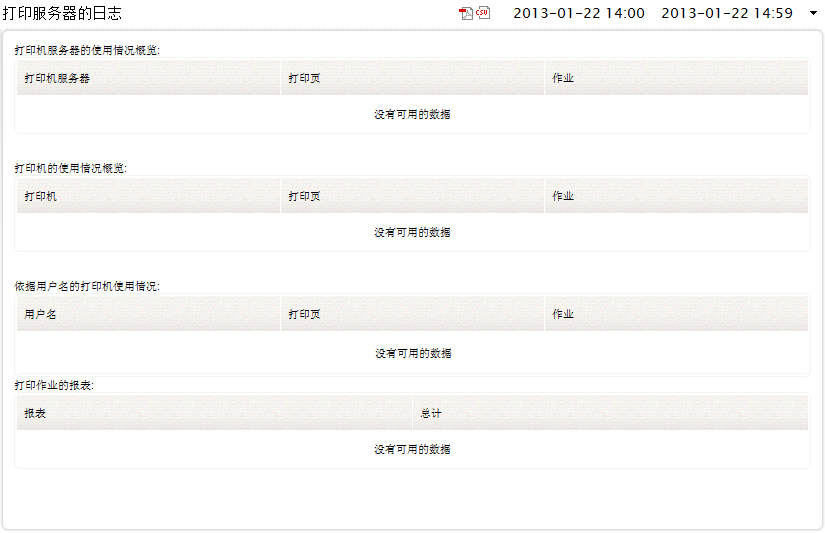 打印服务器的日志 CSV 2013-01-22 14:00 2013-01-22 14:59
打印机服务器的使用情况概览:
打印机服务器 打印页 作业
没有可用的数据
打印机的使用情况概览:
打印机 打印页 作业
没有可用的数据
依据用户名的打印机使用情况:
用户名 打印页 作业
没有可用的数据
打印作业的报表:
报表 总计
没有可用的数据